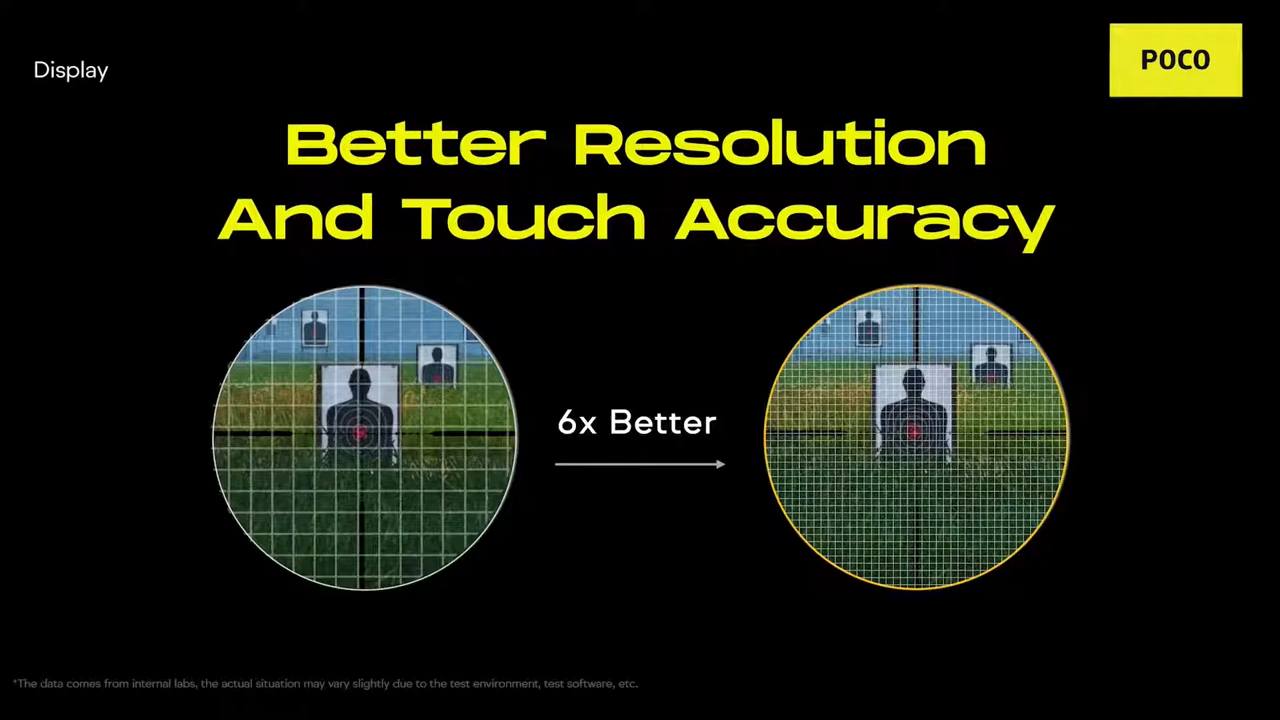 Display
POCO
Better Resolution
And Touch Accuracy
6x Better
*The data comes from internal labs, the actual situation may vary slightly due to the test environment, test software, etc.